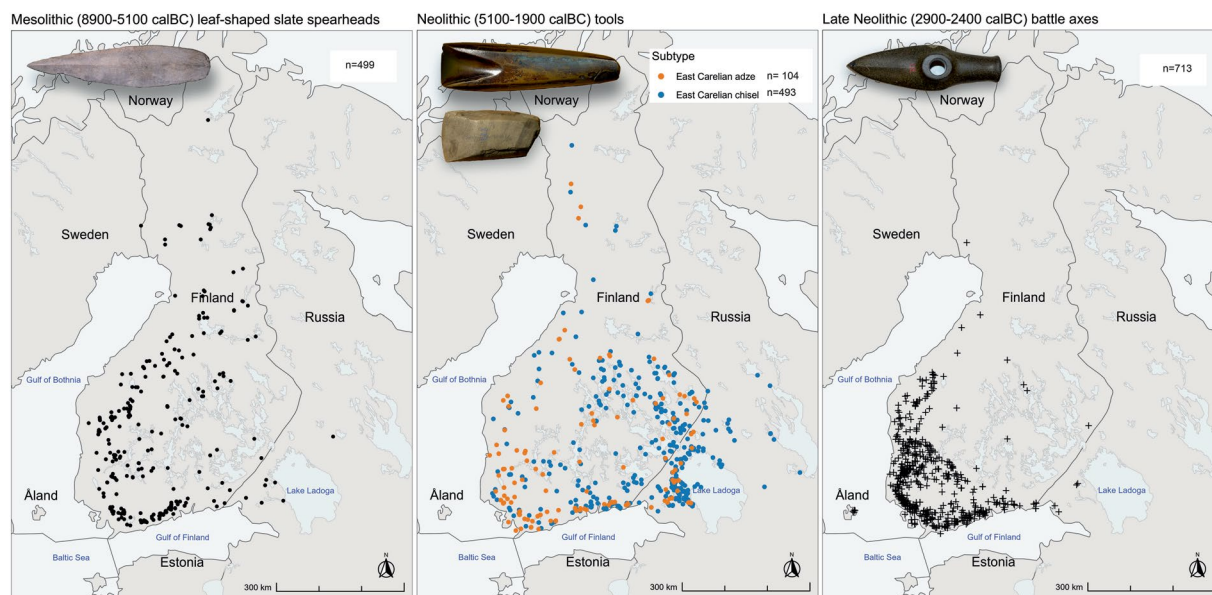 Mesolithic (8900-5100 calBC) leaf-shaped slate spearheads
n=499
Norway
Sweden
Finland
Russia
Gulf of Bothnia
Åland
Lake Ladoga
Gulf of Finland
Baltic Sea
Estonia
N
300 km
Neolithic (5100-1900 calBC) tools
Subtype
East Carelian adze n= 104
East Carelian chisel n=493
Norway
Sweden
Finland
Russia
Gulf of Bothnia
Åland
Lake Ladoga
Gulf of Finland
Baltic Sea
Estonia
N
300 km
Late Neolithic (2900-2400 calBC) battle axes
n=713
Norway
Sweden
Finland
Russia
Gulf of Bothnia
Åland
Lake Ladoga
Gulf of Finland
Baltic Sea
Estonia
N
300 km